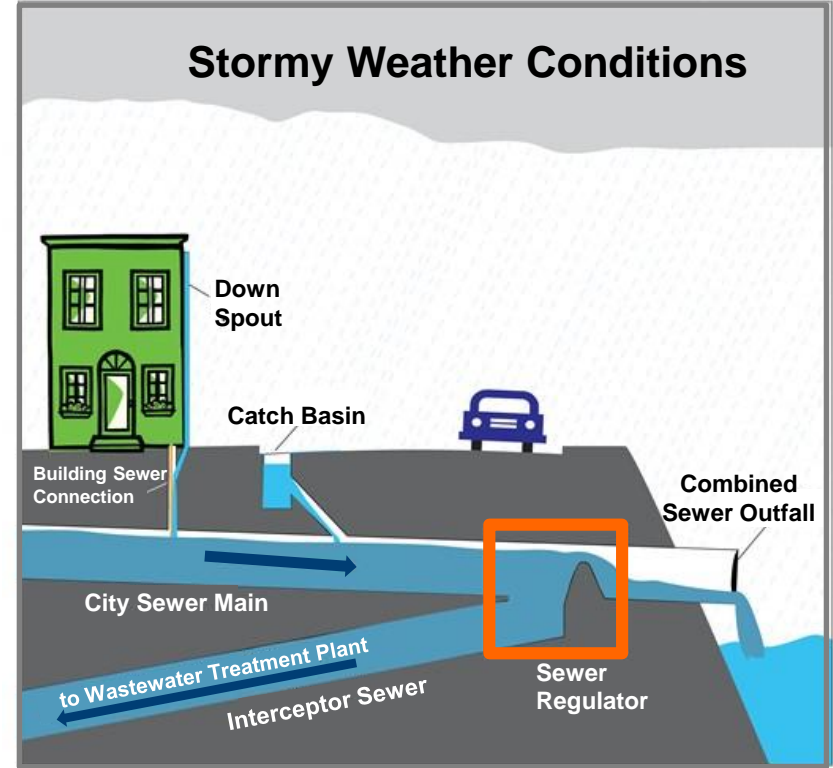 Stormy Weather Conditions
Down
Spout
Catch Basin
Building Sewer
Connection
Combined
Sewer Outfall
City Sewer Main
to Wastewater Treatment Plant
Interceptor Sewer
Sewer
Regulator